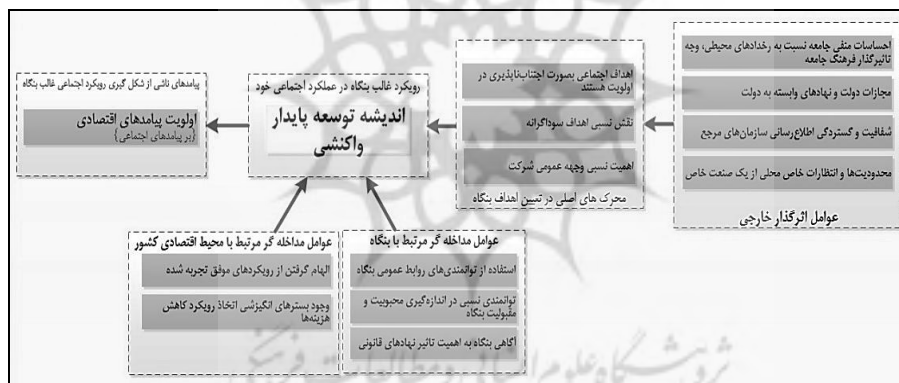 احساسات منفی جامعه نسبت به رخدادهای محیطی، وجه
تاثیرگذار فرهنگ جامعه
مجازات دولت و نهادهای وابسته به دولت
شفافیت و گستردگی اطلاع‌رسانی سازمان‌های مرجع
محدودیت‌ها و انتظارات خاص محلی از یک صنعت خاص
عوامل اثرگذار خارجی
اهداف اجتماعی بصورت اجتناب‌ناپذیری در
اولویت هستند
نقش نسبی اهداف سوداگرانه
اهمیت نسبی وجهه عمومی شرکت
محرک های اصلی در تعیین اهداف بنگاه
رویکرد غالب بنگاه در عملکرد اجتماعی خود
اندیشه توسعه پایدار
واکنشی
پیامدهای ناشی از شکل گیری رویکرد اجتماعی غالب بنگاه
اولویت پیامدهای اقتصادی
{بر پیامدهای اجتماعی}
عوامل مداخله گر مرتبط با بنگاه
استفاده از توانمندی‌های روابط عمومی بنگاه
توانمندی نسبی در اندازه‌گیری محبوبیت و
مقبولیت بنگاه
آگاهی بنگاه به اهمیت تاثیر نهادهای قانونی
عوامل مداخله گر مرتبط با محیط اقتصادی کشور
الهام گرفتن از رویکردهای موفق تجربه شده
وجود بسترهای انگیزشی اتخاذ رویکرد کاهش
هزینه‌ها
پژوهشگاه علوم انسانی و مطالعات فرهنگی